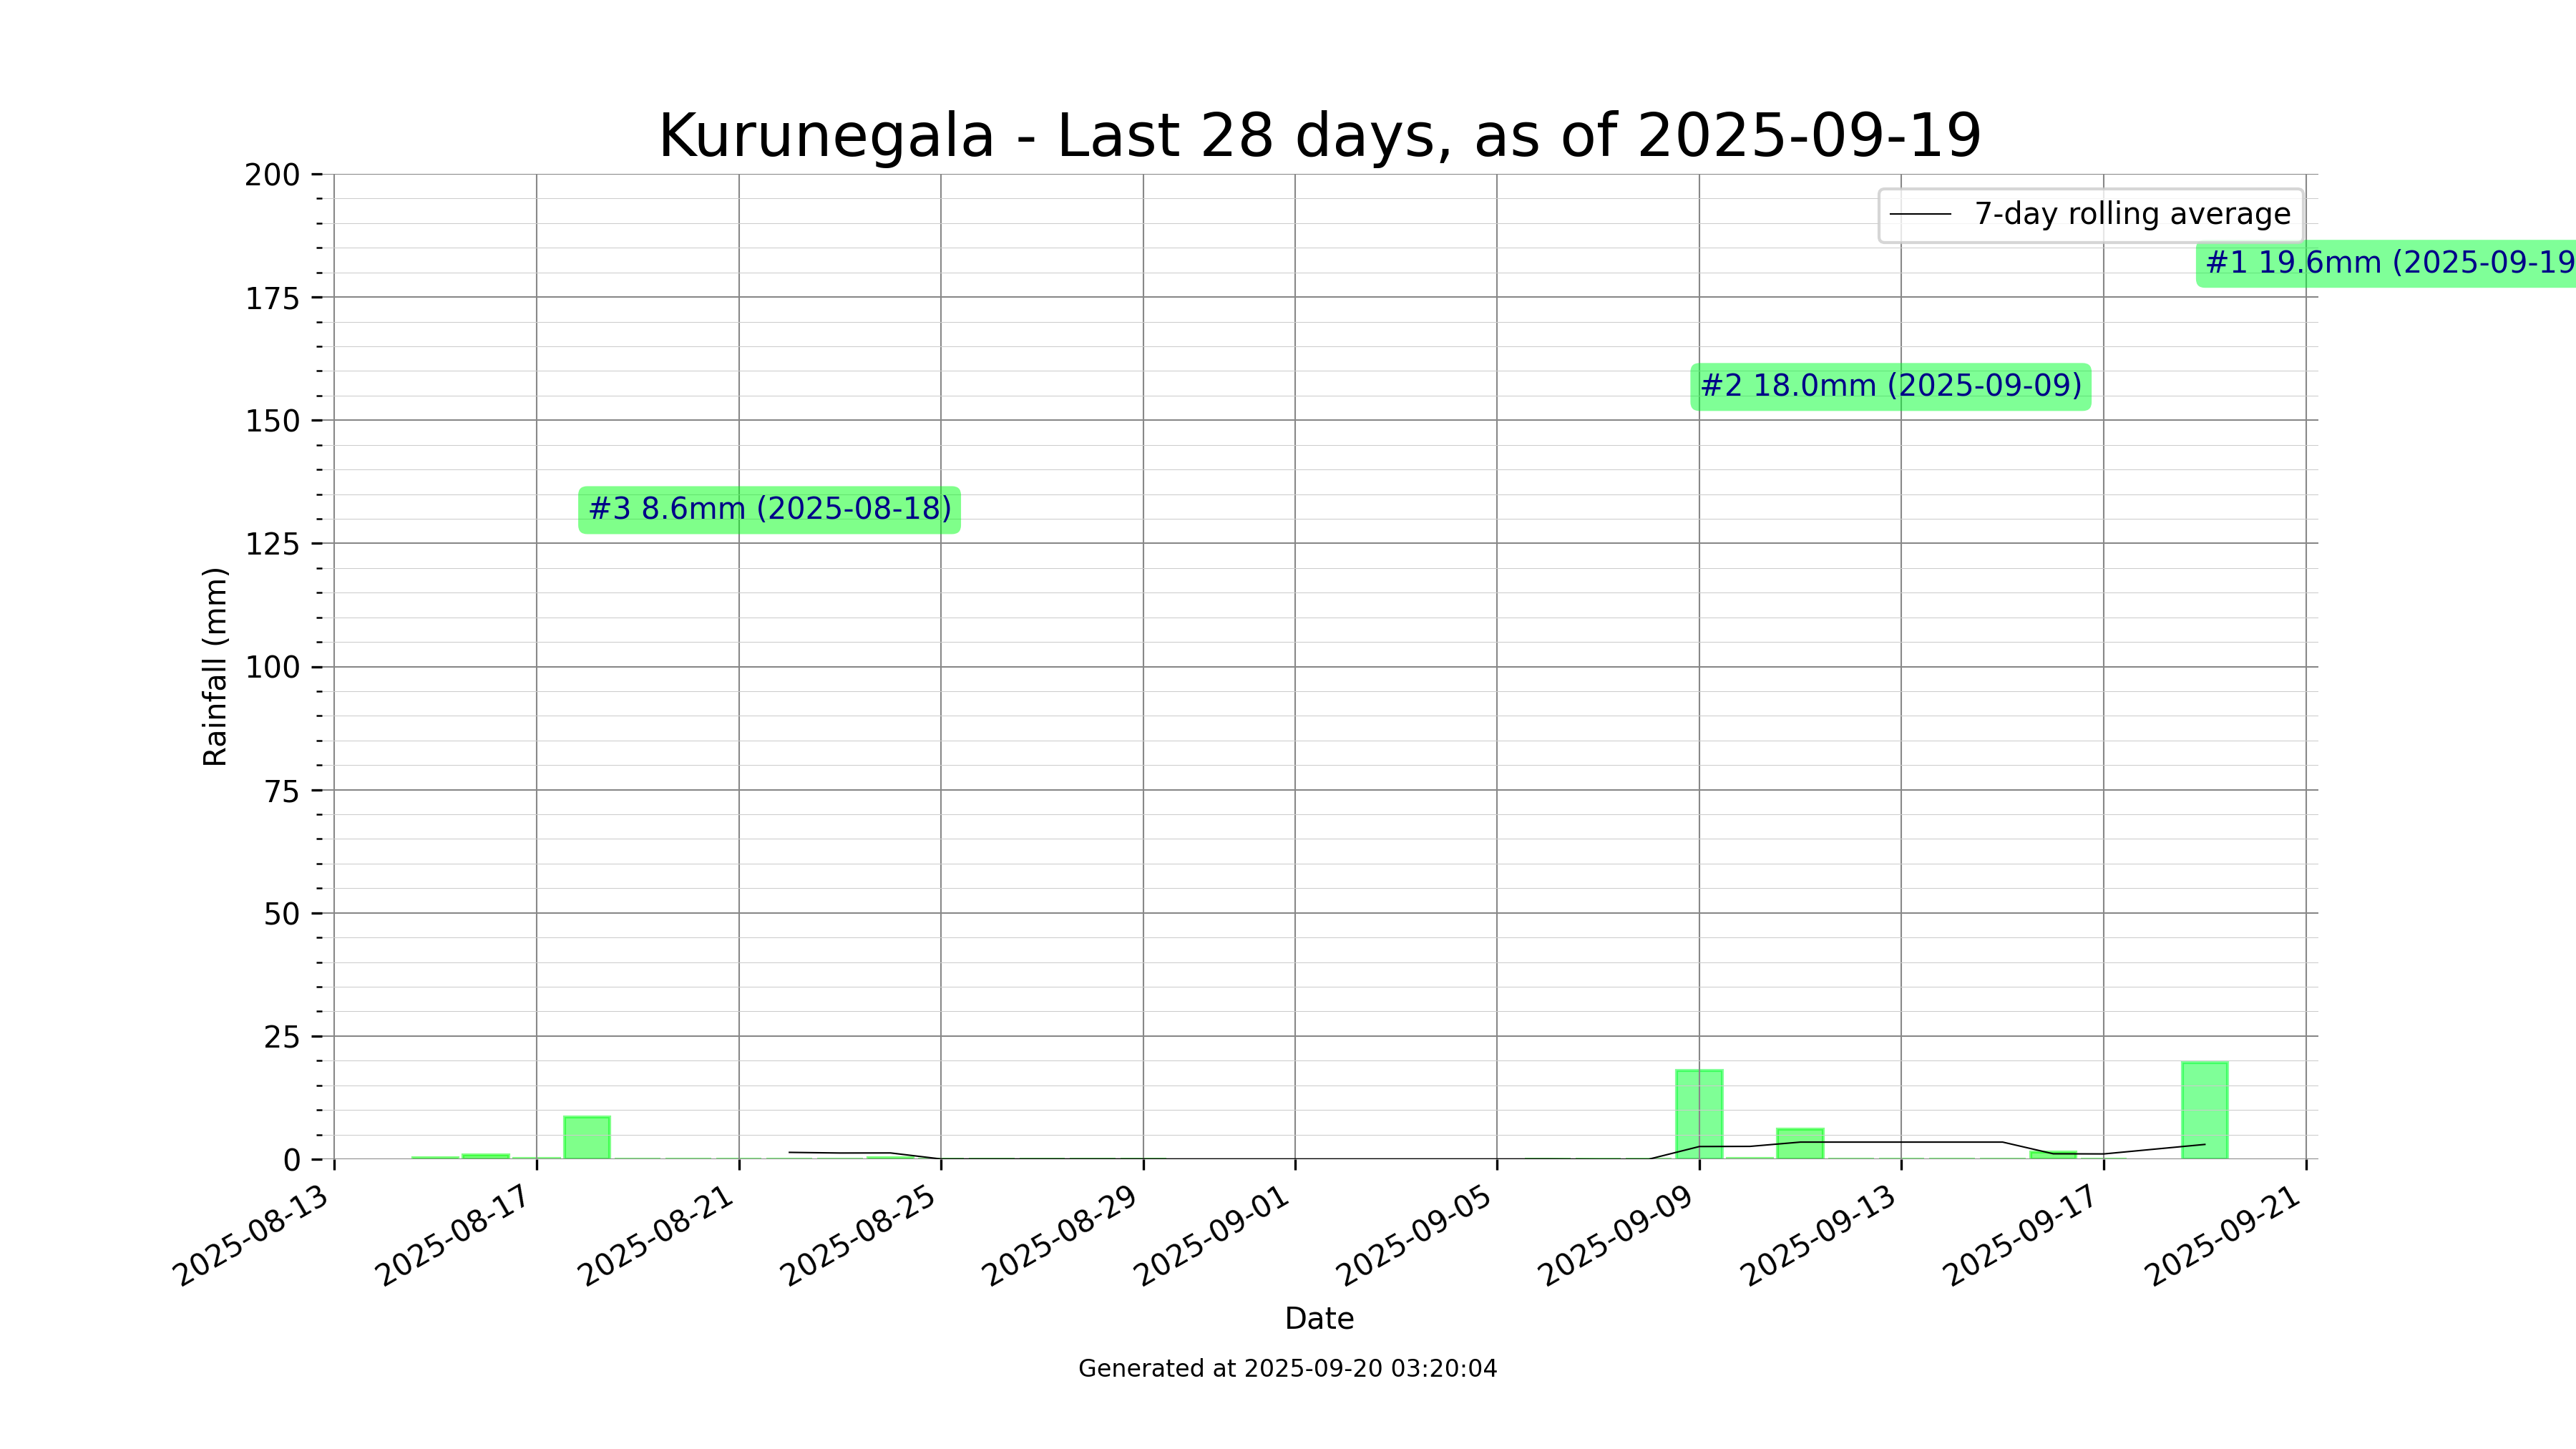 Kurunegala - Last 28 days, as of 2025-09-19
200
175
150
125
100
75
50
25
0
Rainfall (mm)
7-day rolling average
#1 19.6mm (2025-09-19
#2 18.0mm (2025-09-09)
#3 8.6mm (2025-08-18)
2025-08-13
2025-08-17
2025-08-21
2025-08-25
2025-08-29
2025-09-01
2025-09-05
2025-09-09
2025-09-13
2025-09-17
2025-09-21
Date
Generated at 2025-09-20 03:20:04